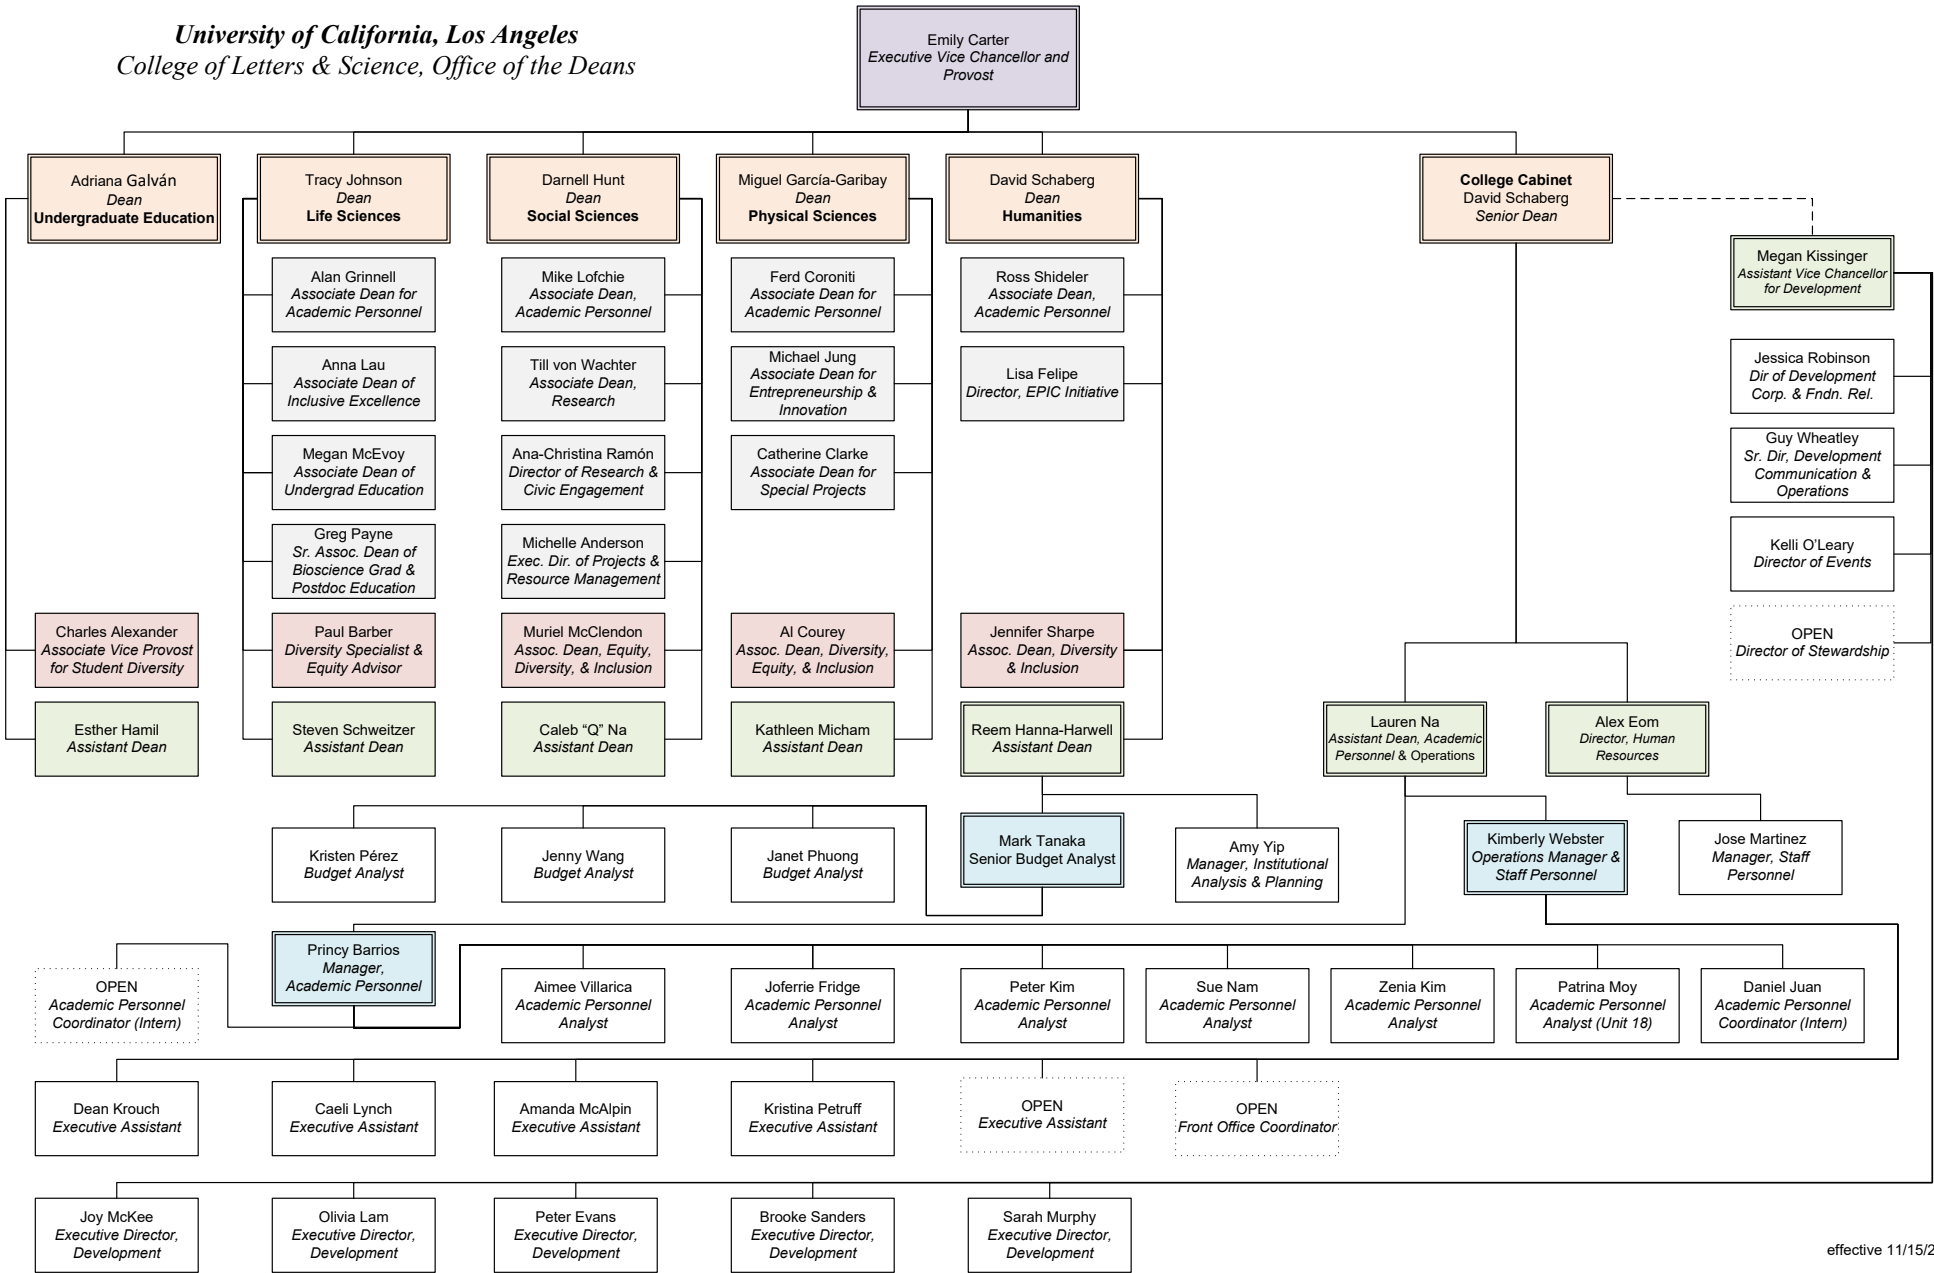 University of California, Los Angeles
College of Letters & Science, Office of the Deans
Emily Carter
Executive Vice Chancellor and
Provost
Adriana Galván
Dean
Undergraduate Education
Tracy Johnson
Dean
Life Sciences
Darnell Hunt
Dean
Social Sciences
Miguel García-Garibay
Dean
Physical Sciences
David Schaberg
Dean
Humanities
College Cabinet
David Schaberg
Senior Dean
Megan Kissinger
Assistant Vice Chancellor
for Development
Alan Grinnell
Associate Dean for
Academic Personnel
Mike Lofchie
Associate Dean,
Academic Personnel
Ferd Coroniti
Associate Dean for
Academic Personnel
Ross Shideler
Associate Dean,
Academic Personnel
Anna Lau
Associate Dean of
Inclusive Excellence
Till von Wachter
Associate Dean,
Research
Michael Jung
Associate Dean for
Entrepreneurship &
Innovation
Lisa Felipe
Director, EPIC Initiative
Jessica Robinson
Dir of Development
Corp. & Fndn. Rel.
Megan McEvoy
Associate Dean of
Undergrad Education
Ana-Christina Ramón
Director of Research &
Civic Engagement
Catherine Clarke
Associate Dean for
Special Projects
Guy Wheatley
Sr. Dir, Development
Communication &
Operations
Greg Payne
Sr. Assoc. Dean of
Bioscience Grad &
Postdoc Education
Michelle Anderson
Exec. Dir. of Projects &
Resource Management
Kelli O’Leary
Director of Events
Charles Alexander
Associate Vice Provost
for Student Diversity
Paul Barber
Diversity Specialist &
Equity Advisor
Muriel McClendon
Assoc. Dean, Equity,
Diversity, & Inclusion
Al Courey
Assoc. Dean, Diversity,
Equity, & Inclusion
Jennifer Sharpe
Assoc. Dean, Diversity
& Inclusion
OPEN
Director of Stewardship
Esther Hamil
Assistant Dean
Steven Schweitzer
Assistant Dean
Caleb “Q” Na
Assistant Dean
Kathleen Micham
Assistant Dean
Reem Hanna-Harwell
Assistant Dean
Lauren Na
Assistant Dean, Academic
Personnel & Operations
Alex Eom
Director, Human
Resources
Kristen Pérez
Budget Analyst
Jenny Wang
Budget Analyst
Janet Phuong
Budget Analyst
Mark Tanaka
Senior Budget Analyst
Amy Yip
Manager, Institutional
Analysis & Planning
Kimberly Webster
Operations Manager &
Staff Personnel
Jose Martinez
Manager, Staff
Personnel
OPEN
Academic Personnel
Coordinator (Intern)
Princy Barrios
Manager,
Academic Personnel
Aimee Villarica
Academic Personnel
Analyst
Joferrie Fridge
Academic Personnel
Analyst
Peter Kim
Academic Personnel
Analyst
Sue Nam
Academic Personnel
Analyst
Zenia Kim
Academic Personnel
Analyst
Patrina Moy
Academic Personnel
Analyst (Unit 18)
Daniel Juan
Academic Personnel
Coordinator (Intern)
Dean Krouch
Executive Assistant
Caeli Lynch
Executive Assistant
Amanda McAlpin
Executive Assistant
Kristina Petruff
Executive Assistant
OPEN
Executive Assistant
OPEN
Front Office Coordinator
Joy McKee
Executive Director,
Development
Olivia Lam
Executive Director,
Development
Peter Evans
Executive Director,
Development
Brooke Sanders
Executive Director,
Development
Sarah Murphy
Executive Director,
Development
effective 11/15/2